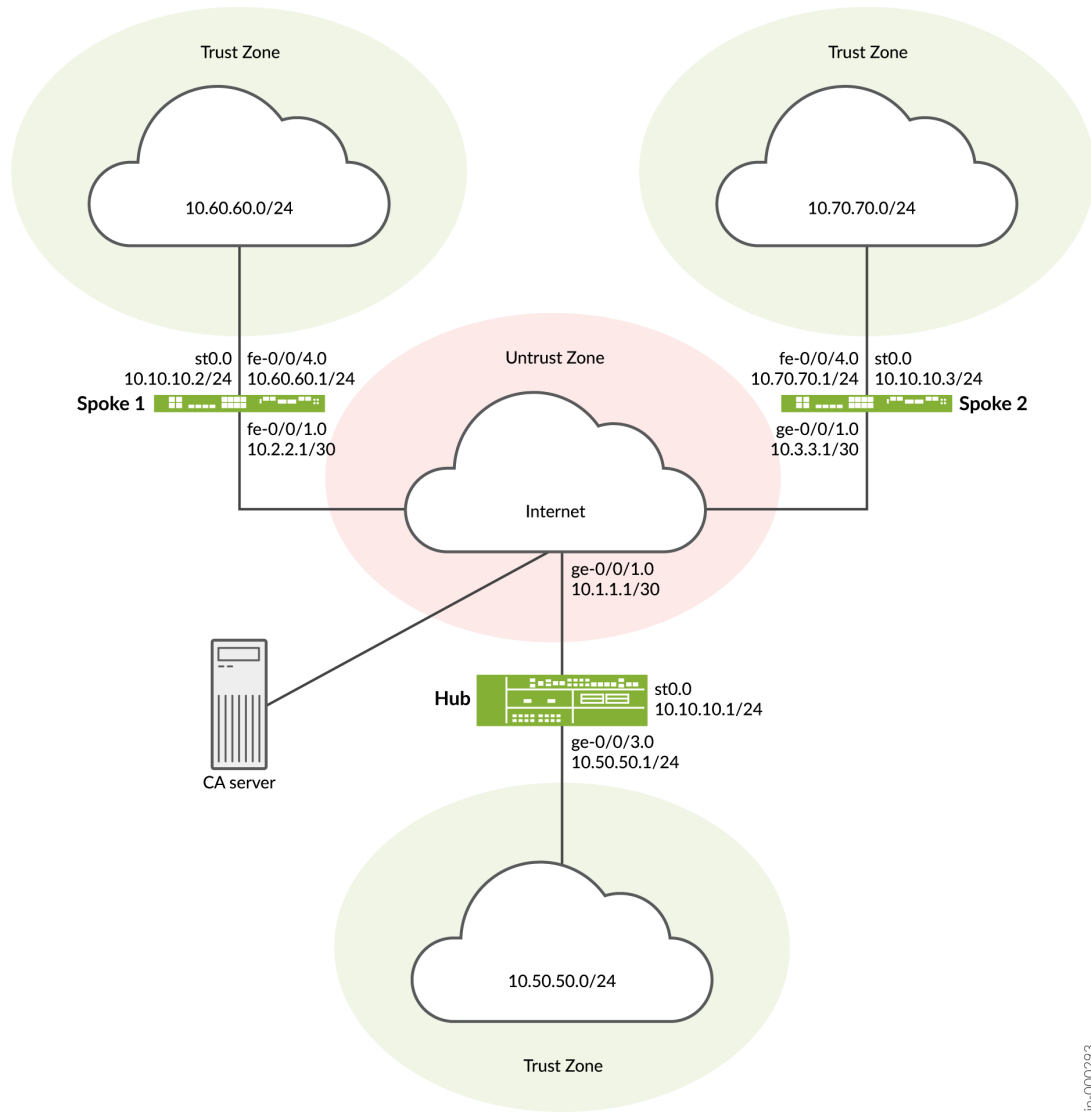 Trust Zone
10.60.60.0/24
Trust Zone
10.70.70.0/24
st0.0
10.10.10.2/24
fe-0/0/4.0
10.60.60.1/24
Spoke 1
fe-0/0/1.0
10.2.2.1/30
Untrust Zone
Internet
fe-0/0/4.0
10.70.70.1/24
st0.0
10.10.10.3/24
Spoke 2
ge-0/0/1.0
10.3.3.1/30
ge-0/0/1.0
10.1.1.1/30
CA server
Hub
st0.0
10.10.10.1/24
ge-0/0/3.0
10.50.50.1/24
10.50.50.0/24
Trust Zone
jn-000293